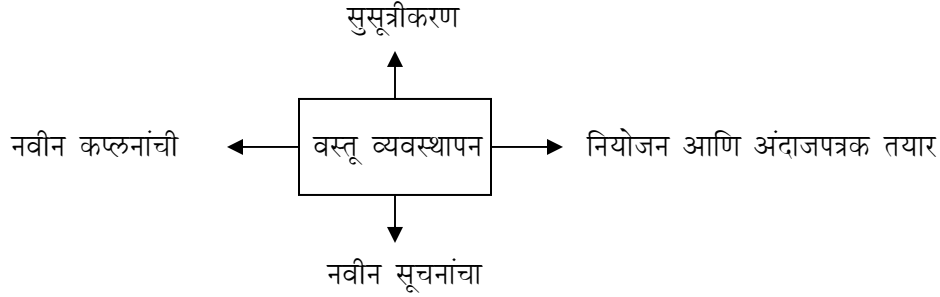 सुसूत्रीकरण
नवीन कप्लनांची
वस्तू व्यवस्थापन
नियोजन आणि अंदाजपत्रक तयार
नवीन सूचनांचा